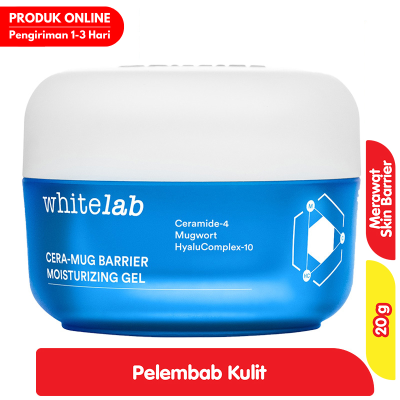 PRODUK ONLINE
Pengiriman 1-3 Hari
whitelab
Ceramide-4
Mugwort
HyaluComplex-10
CERA-MUG BARRIER
MOISTURIZING GEL
Merawat
Skin Barrier
20g
Pelembab Kulit